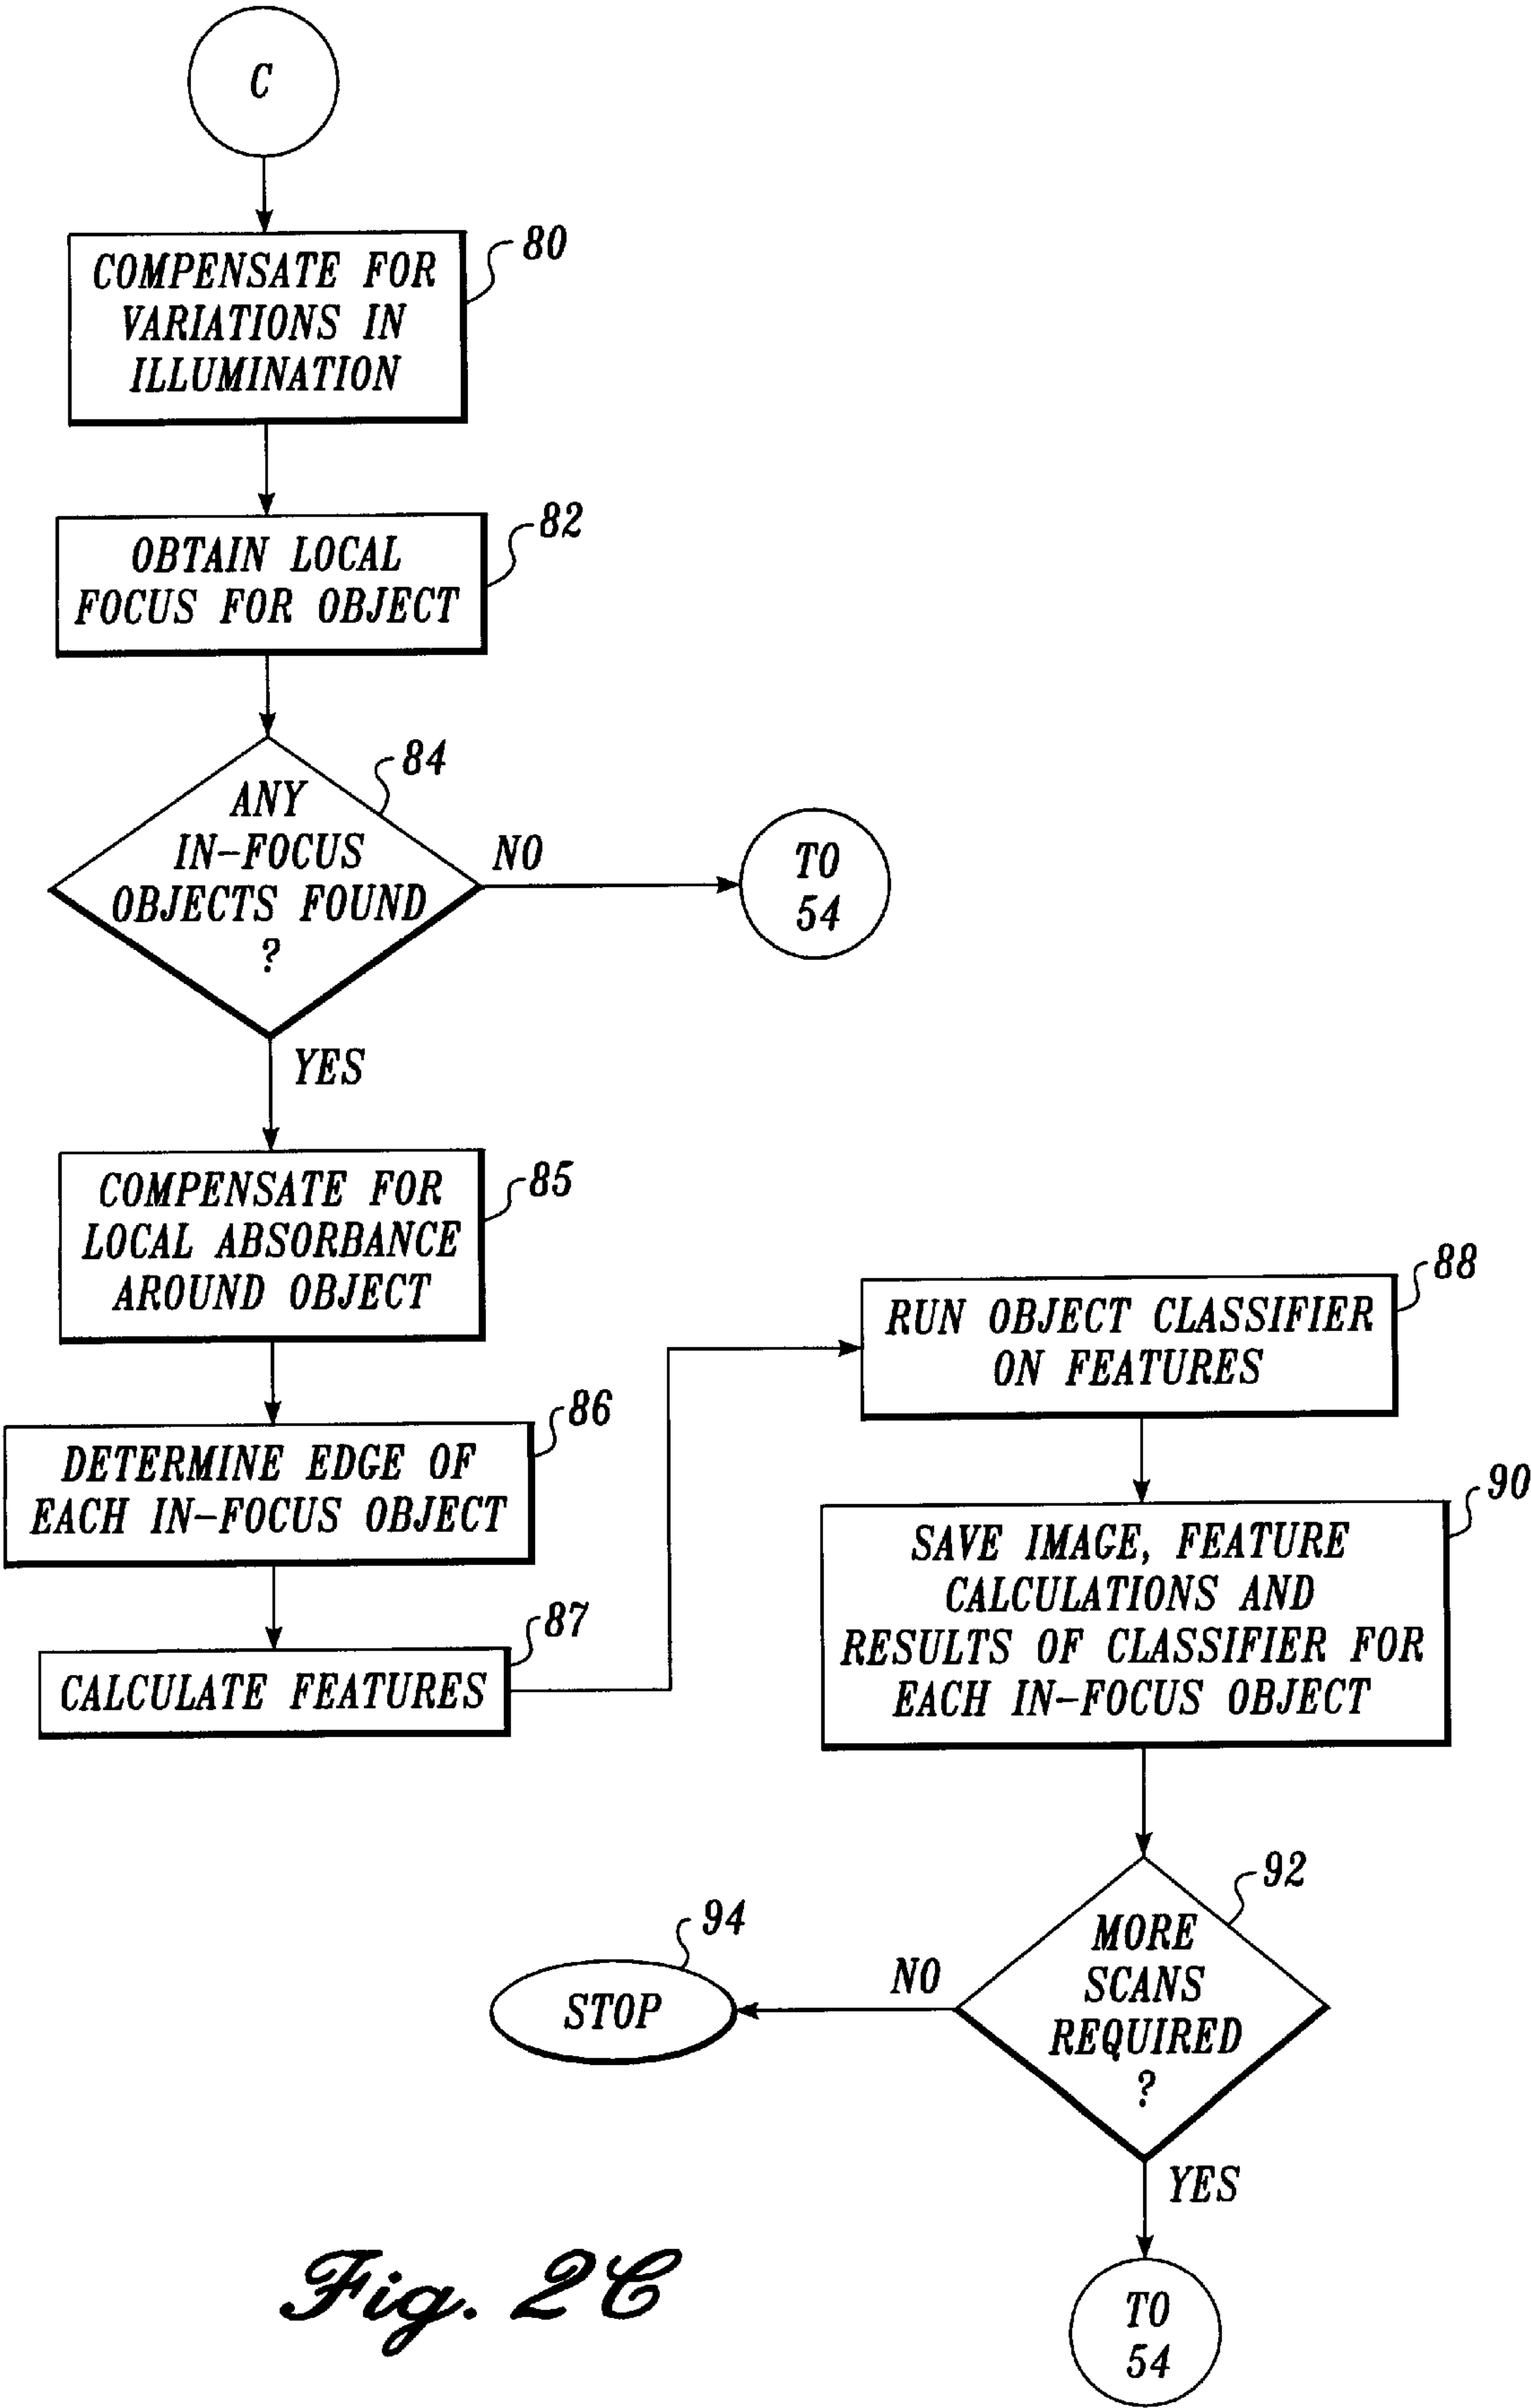 C
COMPENSATE FOR
VARIATIONS IN
ILLUMINATION
80
OBTAIN LOCAL
FOCUS FOR OBJECT
82
ANY
IN-FOCUS
OBJECTS FOUND
?
84
NO
TO
54
YES
COMPENSATE FOR
LOCAL ABSORBANCE
AROUND OBJECT
85
DETERMINE EDGE OF
EACH IN-FOCUS OBJECT
86
CALCULATE FEATURES
87
RUN OBJECT CLASSIFIER
ON FEATURES
88
SAVE IMAGE, FEATURE
CALCULATIONS AND
RESULTS OF CLASSIFIER FOR
EACH IN-FOCUS OBJECT
90
MORE
SCANS
REQUIRED
?
92
NO
STOP
94
YES
TO
54
Fig. 2C